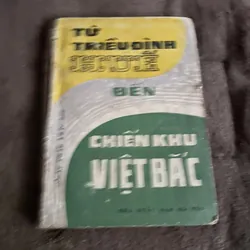 TỪ
TRIỀU ĐÌNH
HUẾ
ĐẾN
CHIẾN KHU
VIỆT BẮC